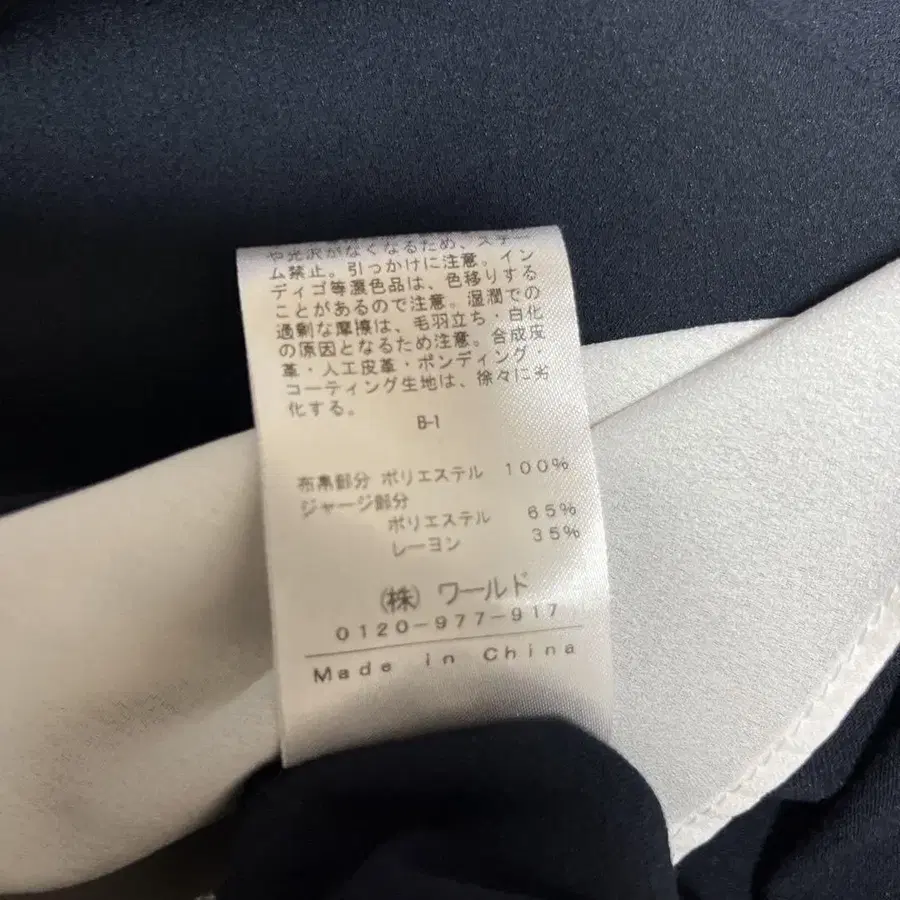 や光沢がなくなるため、スチー
ム禁止。引っかけに注意。イン
ディゴ等濃色品は、色移りする
ことがあるので注意。湿潤での
過剰な摩擦は、毛羽立ち・白化
の原因となるため注意。合成皮
革・人工皮革・ボンディング・
コーティング生地は、徐々に劣
化する。
B-1
布帛部分 ポリエステル 100%
ジャージ部分
ポリエステル 65%
レーヨン 35%
(株) ワールド
0120-977-917
Made in China